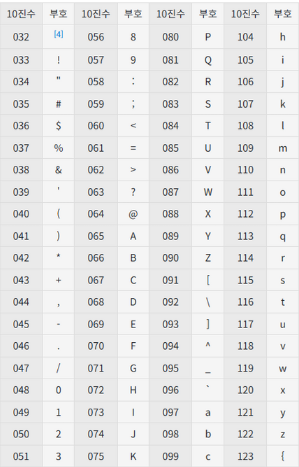 10진수 부호 10진수 부호 10진수 부호 10진수 부호
032 [4] 056 8 080 P 104 h
033 ! 057 9 081 Q 105 i
034 " 058 : 082 R 106 j
035 # 059 ; 083 S 107 k
036 $ 060 < 084 T 108 l
037 % 061 = 085 U 109 m
038 & 062 > 086 V 110 n
039 ' 063 ? 087 W 111 o
040 ( 064 @ 088 X 112 p
041 ) 065 A 089 Y 113 q
042 * 066 B 090 Z 114 r
043 + 067 C 091 [ 115 s
044 , 068 D 092 \ 116 t
045 - 069 E 093 ] 117 u
046 . 070 F 094 ^ 118 v
047 / 071 G 095 _ 119 w
048 0 072 H 096 ` 120 x
049 1 073 I 097 a 121 y
050 2 074 J 098 b 122 z
051 3 075 K 099 c 123 {